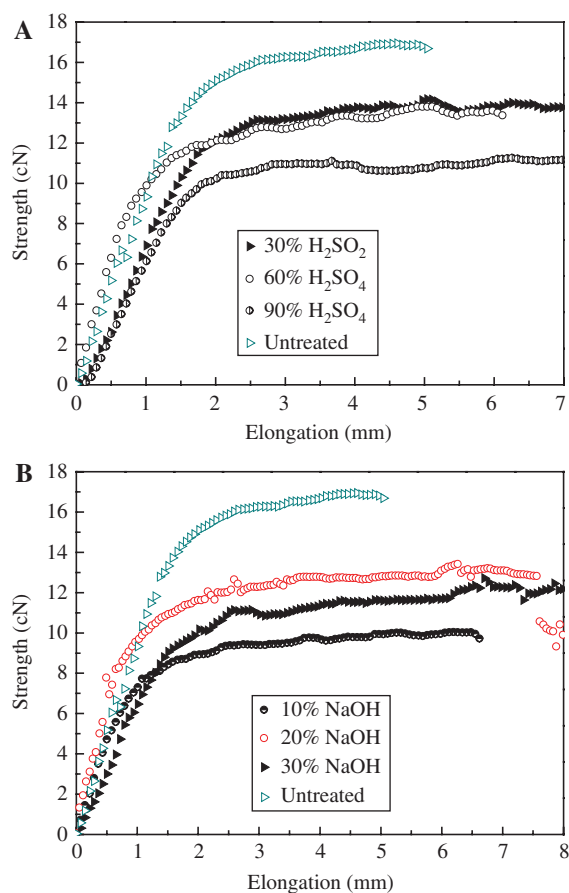 A
18
16
14
12
10
8
6
4
2
0
Strength (cN)
30% H₂SO₂
60% H₂SO₄
90% H₂SO₄
Untreated
0 1 2 3 4 5 6 7
Elongation (mm)
B
18
16
14
12
10
8
6
4
2
0
Strength (cN)
10% NaOH
20% NaOH
30% NaOH
Untreated
0 1 2 3 4 5 6 7 8
Elongation (mm)